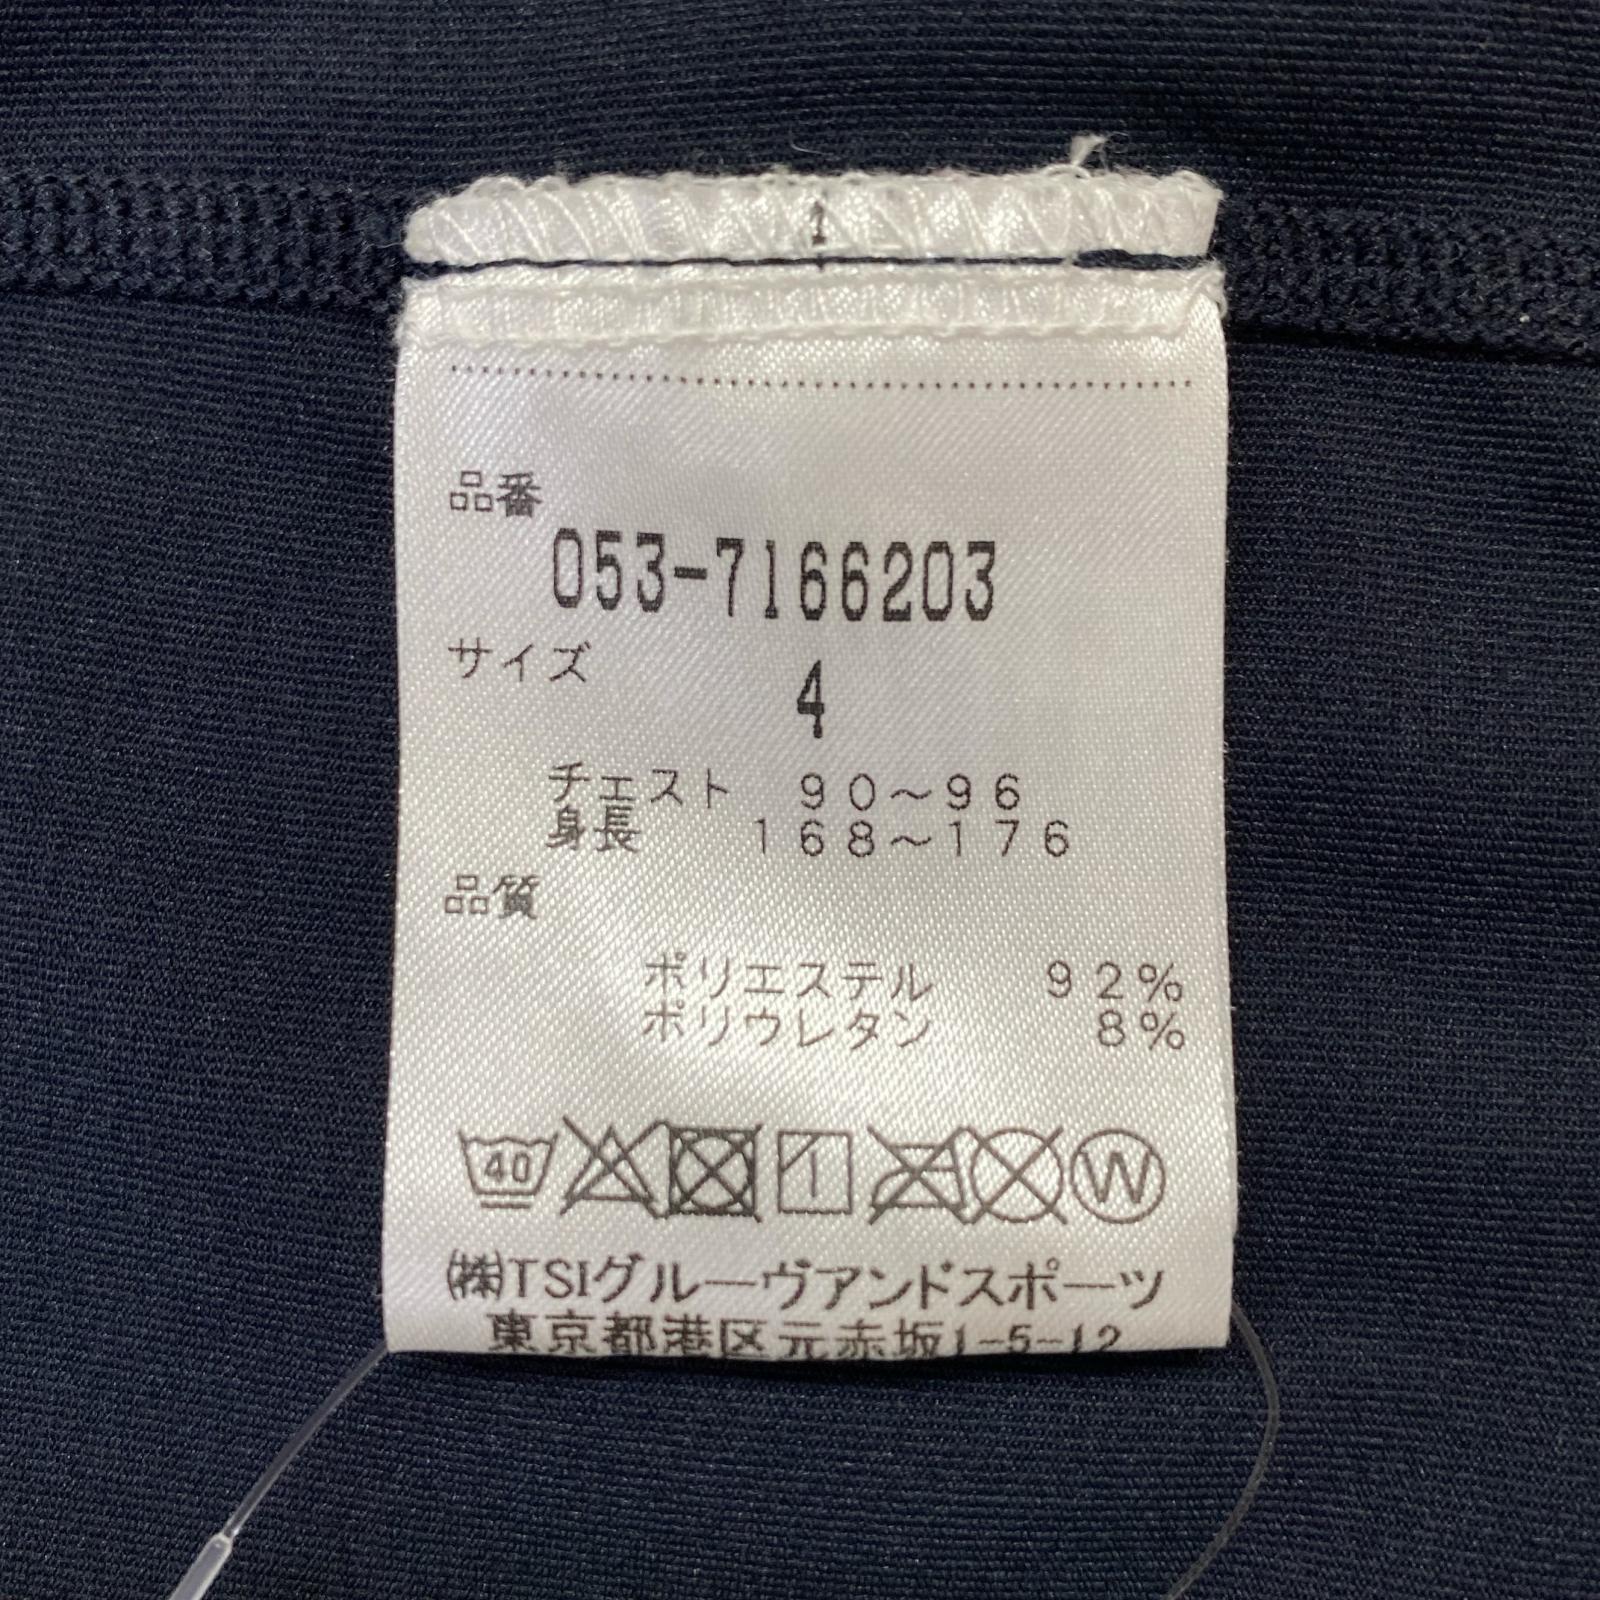 品番
053-7166203
サイズ
4
チェスト 90～96
身長 168～176
品質
ポリエステル 92%
ポリウレタン 8%
40 W
㈱TSIグルーヴアンドスポーツ
東京都港区元赤坂1-5-12